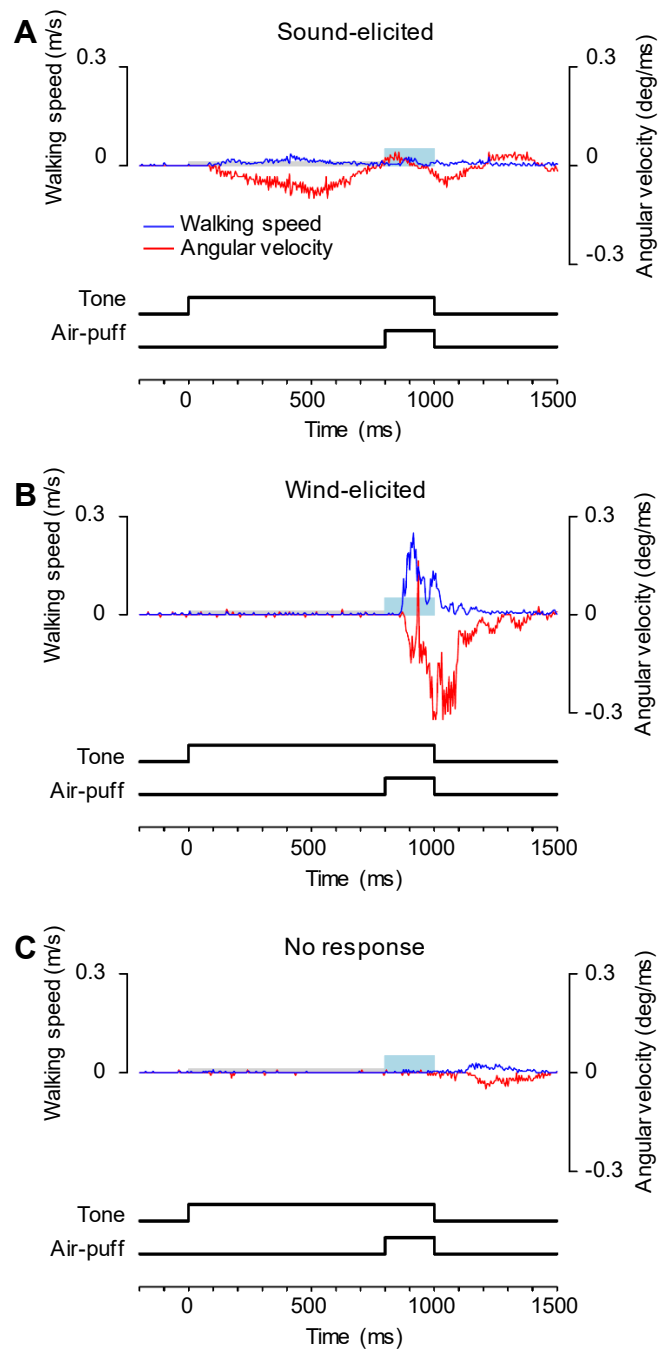 A
Sound-elicited
Walking speed (m/s)
0.3
0
Angular velocity (deg/ms)
0
-0.3
Walking speed
Angular velocity
Tone
Air-puff
0 500 1000 1500
Time (ms)
B
Wind-elicited
Walking speed (m/s)
0.3
0
Angular velocity (deg/ms)
0.3
0
-0.3
Tone
Air-puff
0 500 1000 1500
Time (ms)
C
No response
Walking speed (m/s)
0.3
0
Angular velocity (deg/ms)
0.3
0
-0.3
Tone
Air-puff
0 500 1000 1500
Time (ms)